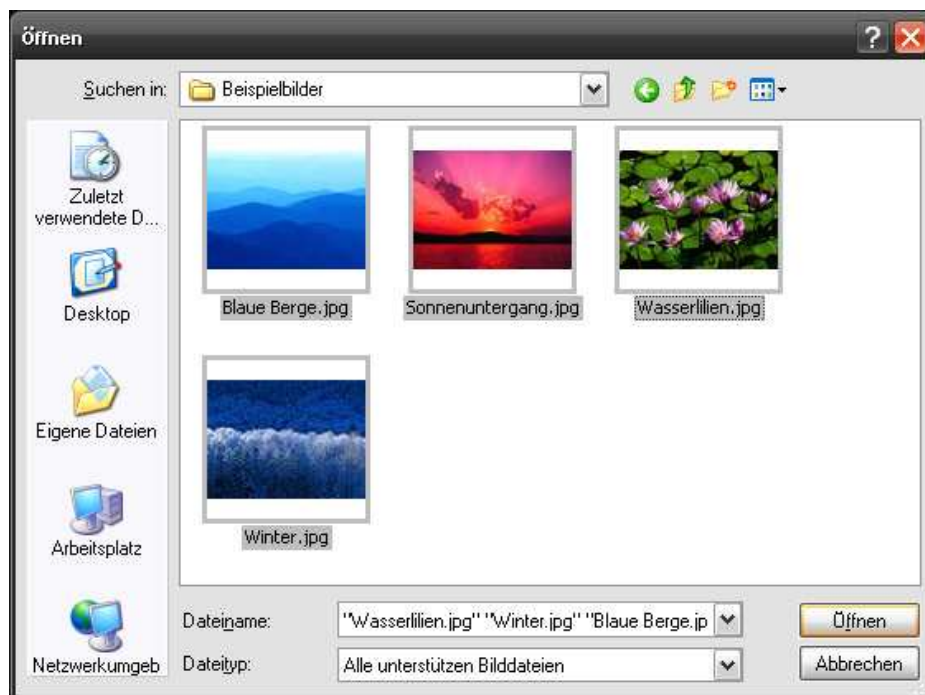 Öffnen
Suchen in:
Beispielbilder
Zuletzt
verwendete D...
Desktop
Eigene Dateien
Arbeitsplatz
Netzwerkumgeb
Blaue Berge.jpg
Sonnenuntergang.jpg
Wasserlilien.jpg
Winter.jpg
Dateiname:
"Wasserlilien.jpg" "Winter.jpg" "Blaue Berge.jp
Öffnen
Dateityp:
Alle unterstützen Bilddateien
Abbrechen